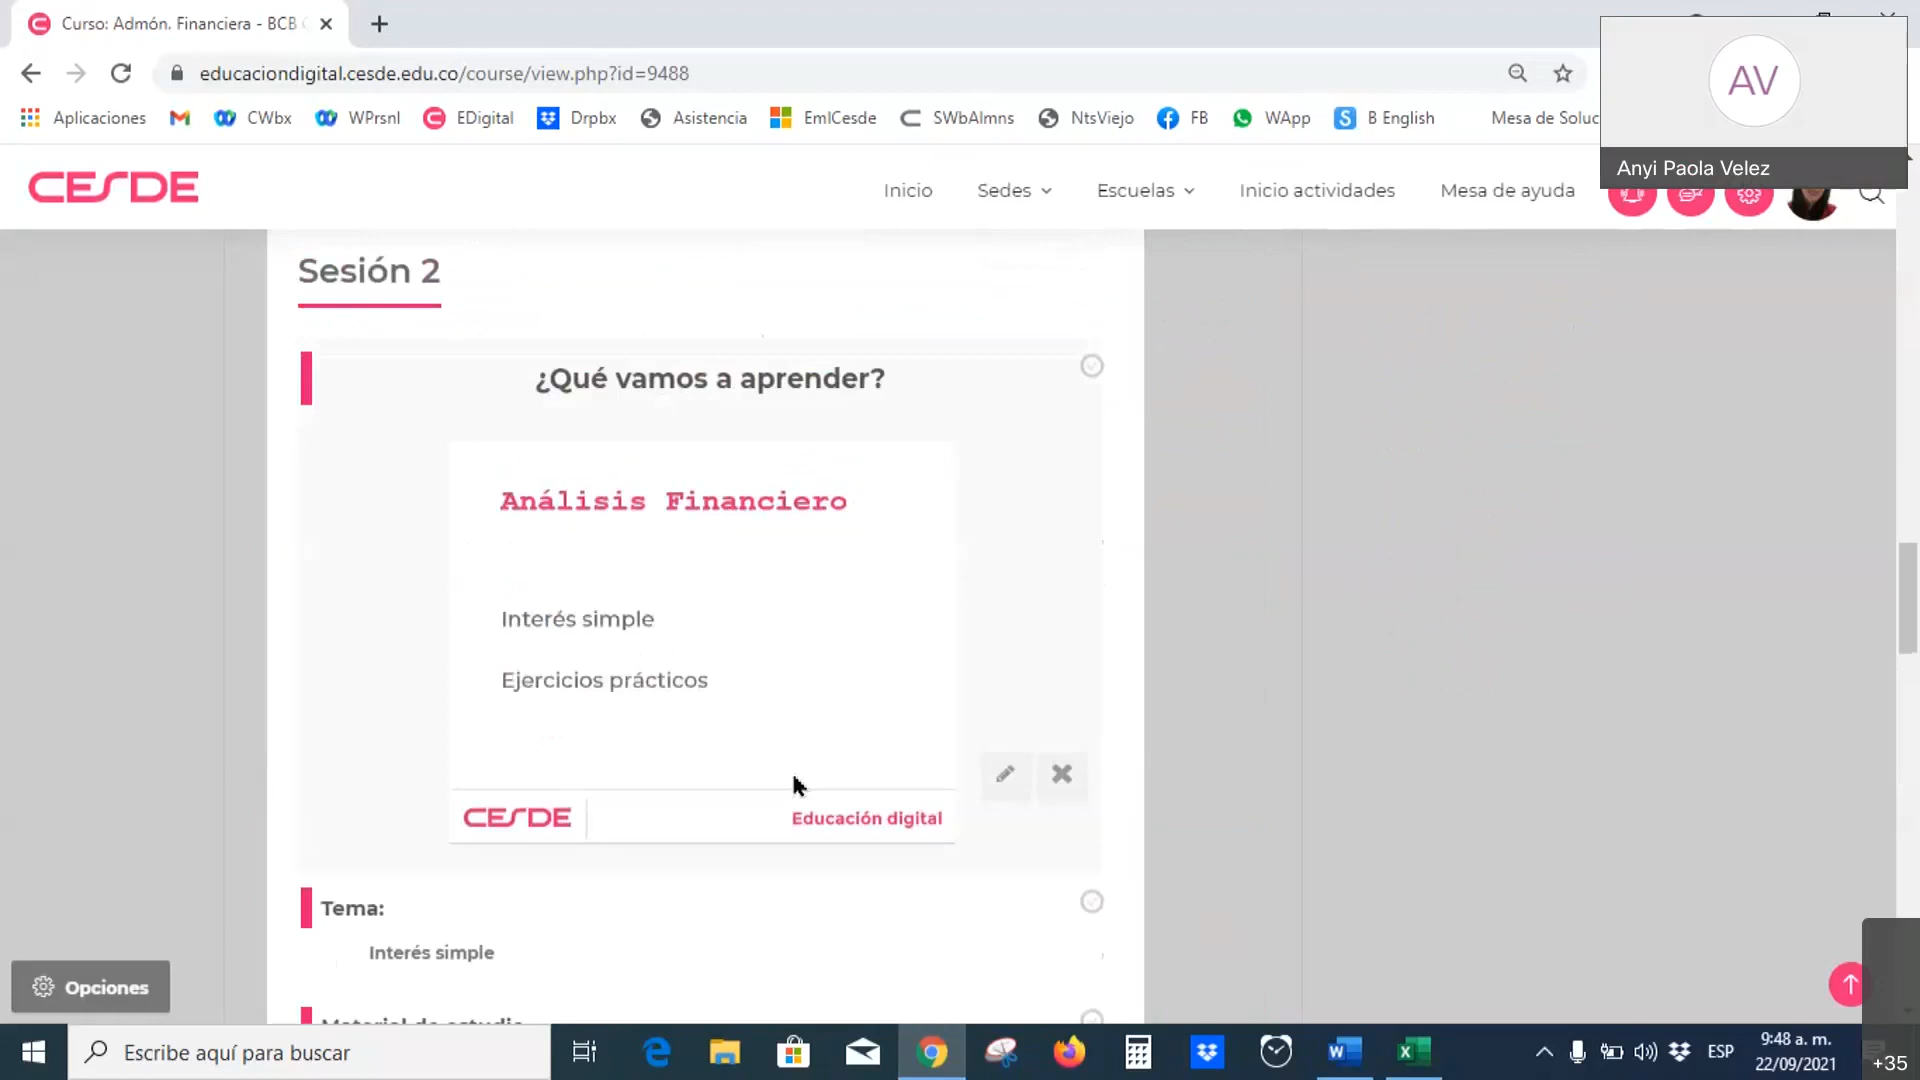 Curso: Admón. Financiera - BCB
educaciondigital.cesde.edu.co/course/view.php?id=9488
Aplicaciones CWbx WPrsnl EDigital Drpbx Asistencia EmlCesde SWbAlmns NtsViejo FB WApp B English Mesa de Soluc
AV
Anyi Paola Velez
CESDE
Inicio Sedes Escuelas Inicio actividades Mesa de ayuda
Sesión 2
¿Qué vamos a aprender?
Análisis Financiero
Interés simple
Ejercicios prácticos
CESDE Educación digital
Tema:
Interés simple
Material de estudio
Opciones
Escribe aquí para buscar
ESP
9:48 a. m.
22/09/2021
+35